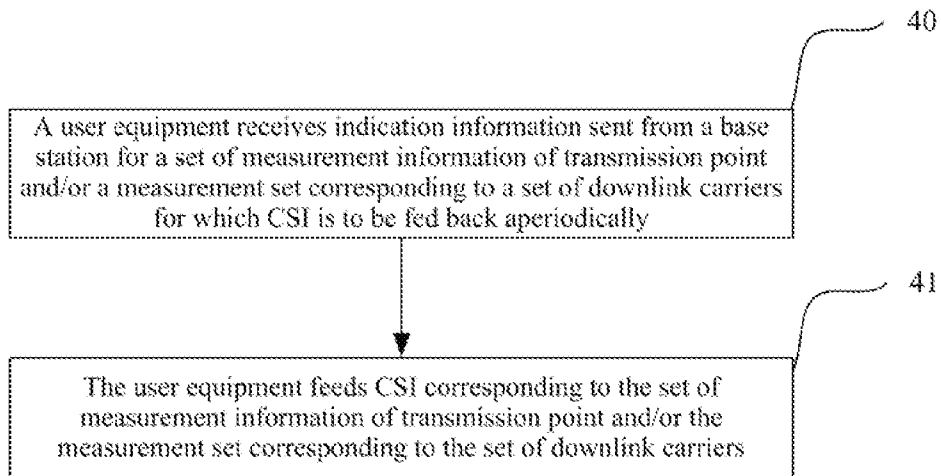 40
A user equipment receives indication information sent from a base
station for a set of measurement information of transmission point
and/or a measurement set corresponding to a set of downlink carriers
for which CSI is to be fed back aperiodically
41
The user equipment feeds CSI corresponding to the set of
measurement information of transmission point and/or the
measurement set corresponding to the set of downlink carriers